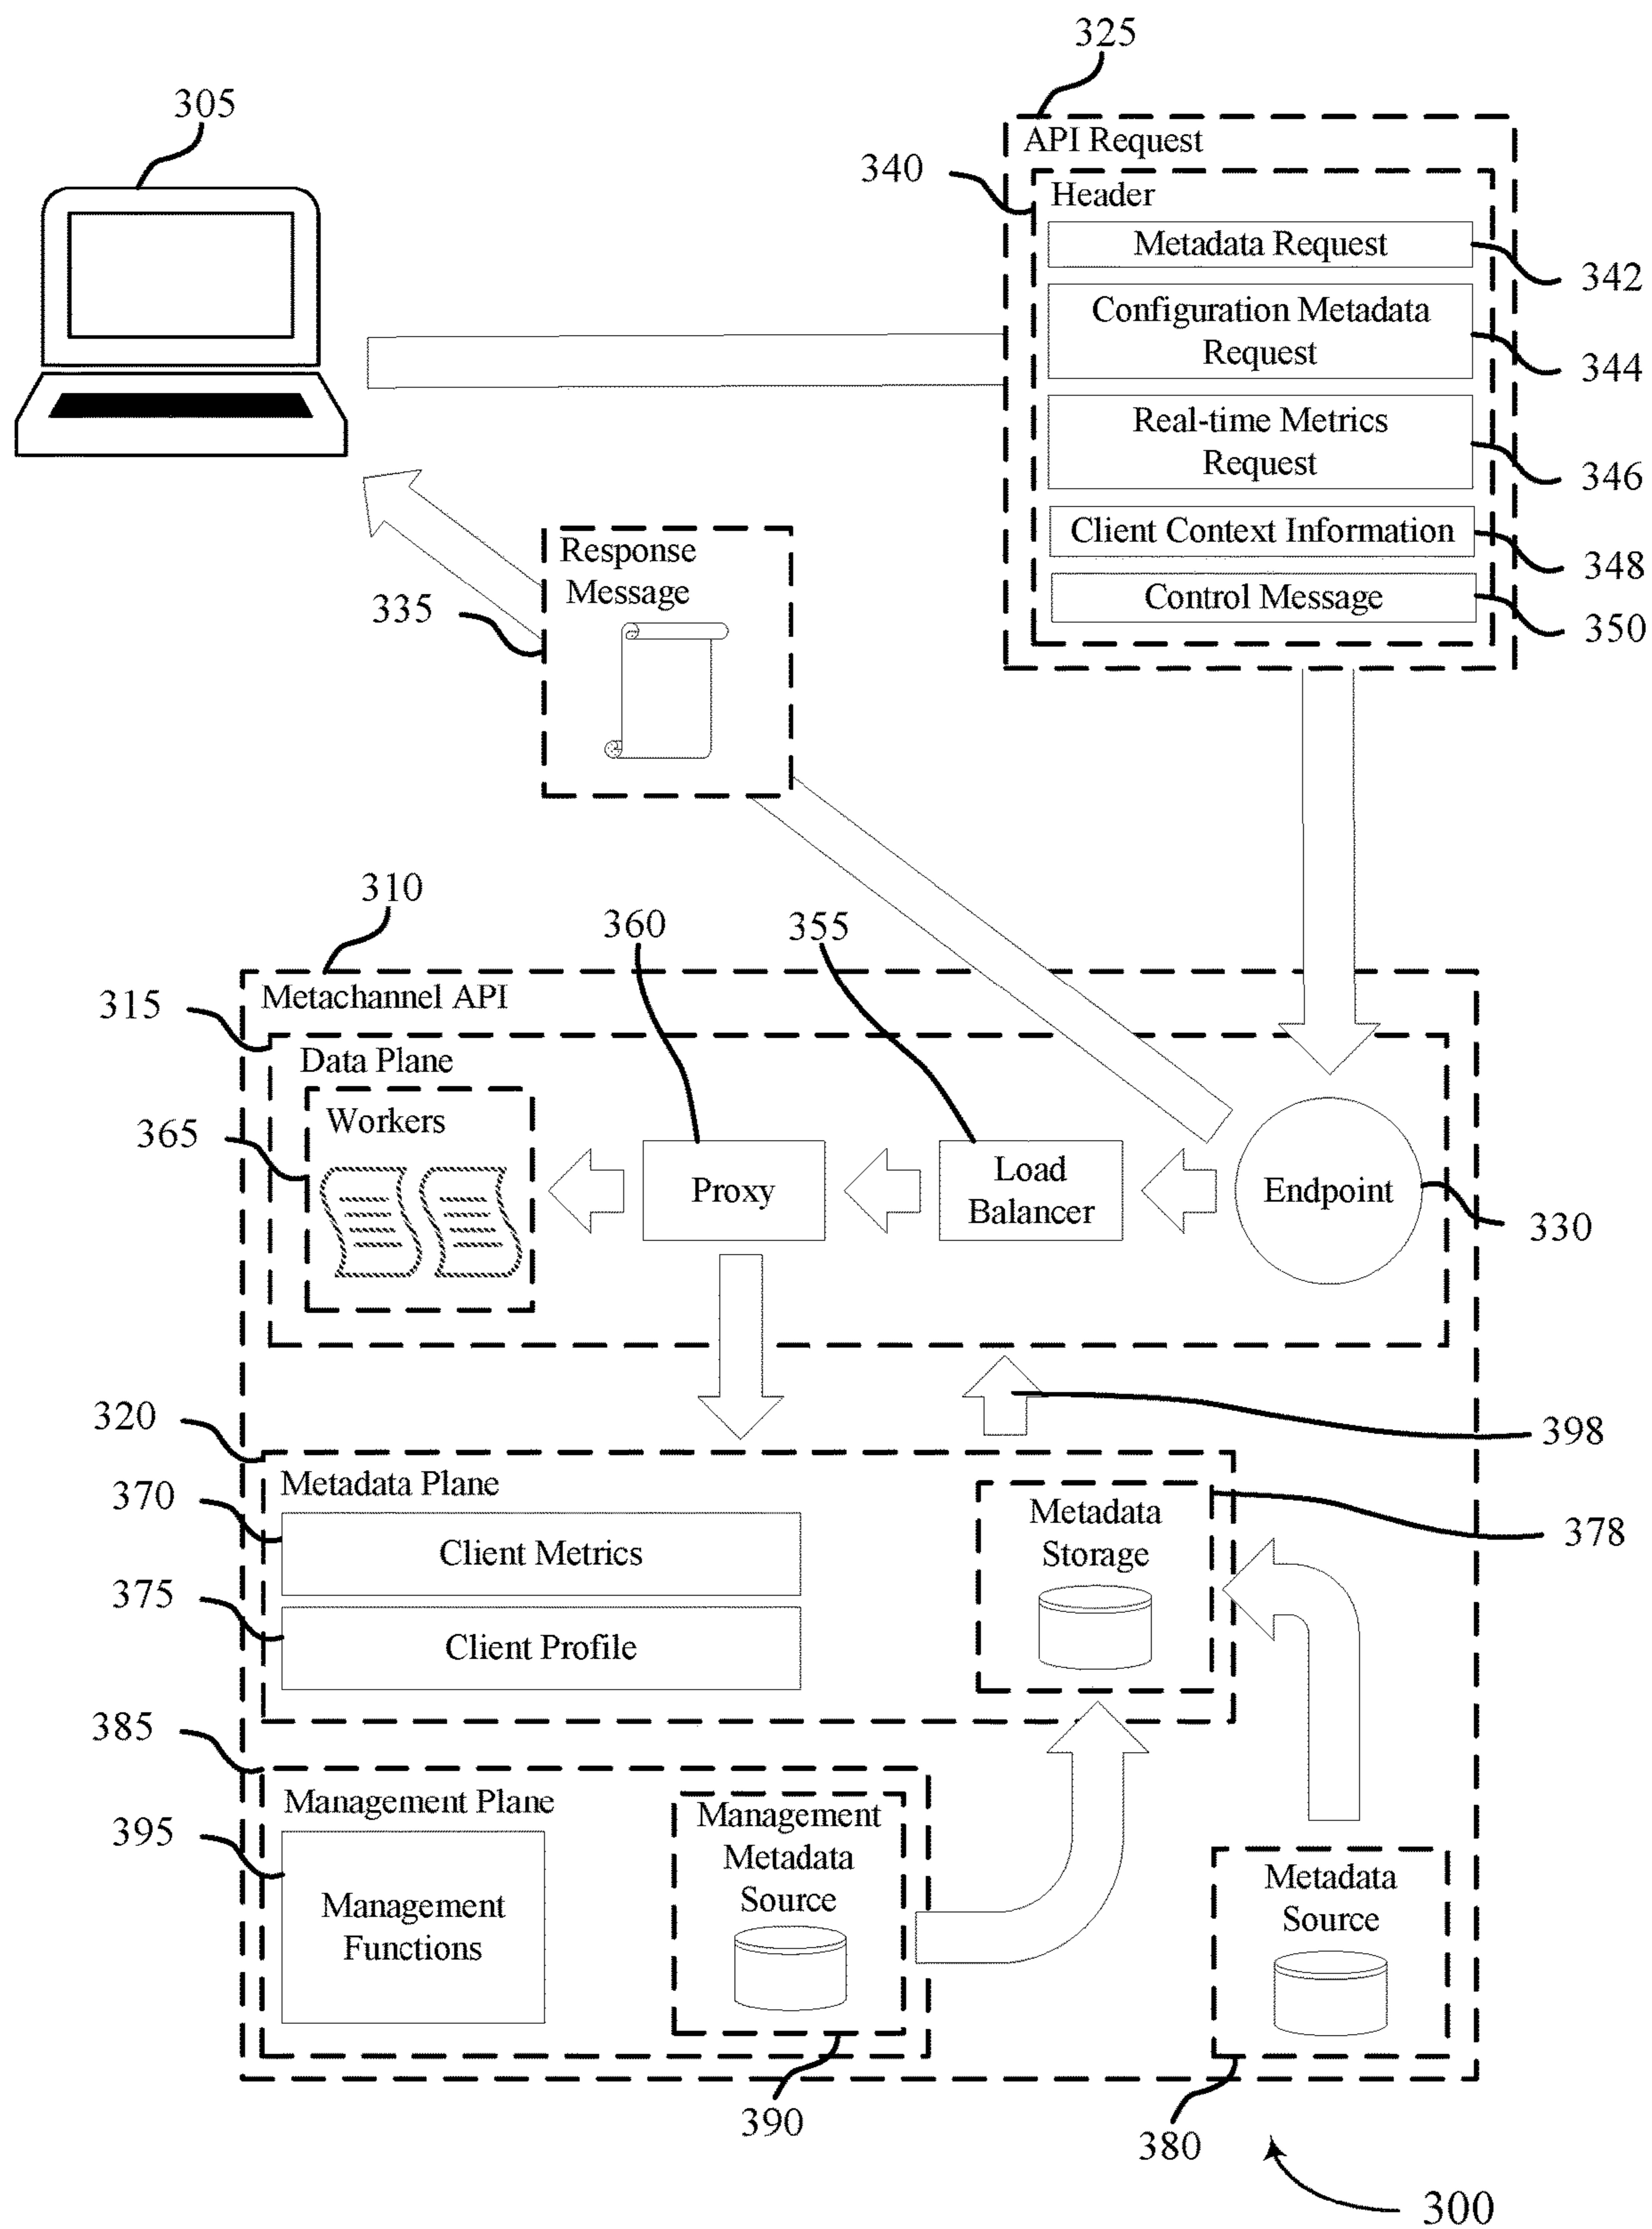 325
305
API Request
340
Header
Metadata Request
342
Configuration Metadata
Request
344
Real-time Metrics
Request
346
Client Context Information
348
Control Message
350
Response
Message
335
310
360
355
315
Metachannel API
Data Plane
Workers
365
Proxy
Load
Balancer
Endpoint
330
320
398
Metadata Plane
370
Client Metrics
Metadata
Storage
378
375
Client Profile
385
Management Plane
395
Management
Functions
Management
Metadata
Source
Metadata
Source
390
380
300